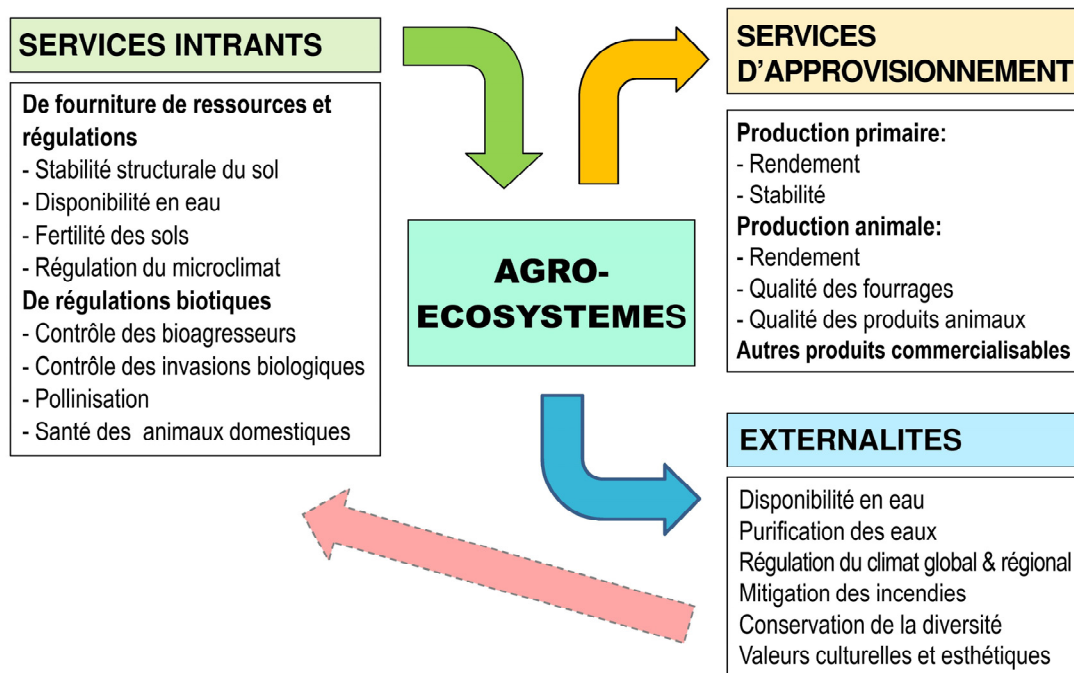 SERVICES INTRANTS
De fourniture de ressources et
régulations
- Stabilité structurale du sol
- Disponibilité en eau
- Fertilité des sols
- Régulation du microclimat
De régulations biotiques
- Contrôle des bioagresseurs
- Contrôle des invasions biologiques
- Pollinisation
- Santé des animaux domestiques
AGRO-
ECOSYSTEMES
SERVICES
D'APPROVISIONNEMENT
Production primaire:
- Rendement
- Stabilité
Production animale:
- Rendement
- Qualité des fourrages
- Qualité des produits animaux
Autres produits commercialisables
EXTERNALITES
Disponibilité en eau
Purification des eaux
Régulation du climat global & régional
Mitigation des incendies
Conservation de la diversité
Valeurs culturelles et esthétiques